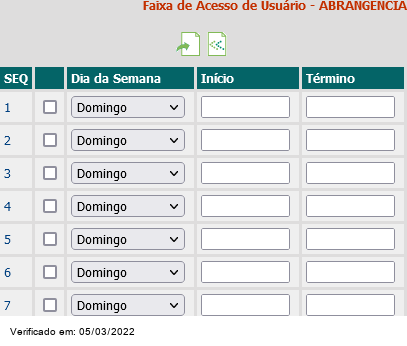 Faixa de Acesso de Usuário - ABRANGENCIA
SEQ Dia da Semana Início Término
1 Domingo
2 Domingo
3 Domingo
4 Domingo
5 Domingo
6 Domingo
7 Domingo
Verificado em: 05/03/2022